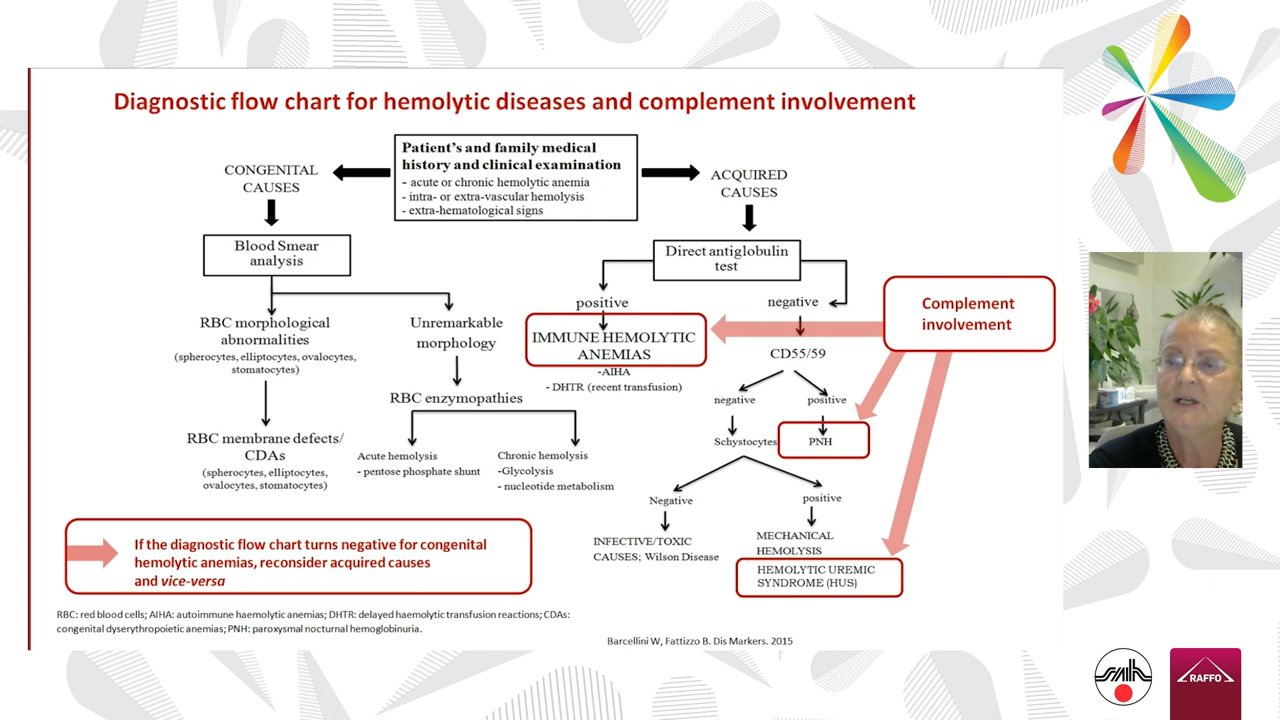 Diagnostic flow chart for hemolytic diseases and complement involvement
Patient's and family medical
history and clinical examination
- acute or chronic hemolytic anemia
- intra- or extra-vascular hemolysis
- extra-hematological signs
CONGENITAL
CAUSES
ACQUIRED
CAUSES
Blood Smear
analysis
Direct antiglobulin
test
positive
negative
Complement
involvement
RBC morphological
abnormalities
(spherocytes, elliptocytes, ovalocytes,
stomatocytes)
Unremarkable
morphology
IMMUNE HEMOLYTIC
ANEMIAS
-AIHA
- DHTR (recent transfusion)
CD55/59
negative
positive
RBC enzymopathies
Schystocytes
PNH
RBC membrane defects/
CDAs
(spherocytes, elliptocytes,
ovalocytes, stomatocytes)
Acute hemolysis
- pentose phosphate shunt
Chronic hemolysis
-Glycolysis
- nucleotide metabolism
Negative
positive
INFECTIVE/TOXIC
CAUSES; Wilson Disease
MECHANICAL
HEMOLYSIS
HEMOLYTIC UREMIC
SYNDROME (HUS)
If the diagnostic flow chart turns negative for congenital
hemolytic anemias, reconsider acquired causes
and vice-versa
RBC: red blood cells; AIHA: autoimmune haemolytic anemias; DHTR: delayed haemolytic transfusion reactions; CDAs:
congenital dyserythropoietic anemias; PNH: paroxysmal nocturnal hemoglobinuria.
Barcellini W, Fattizzo B. Dis Markers. 2015
RAFFO